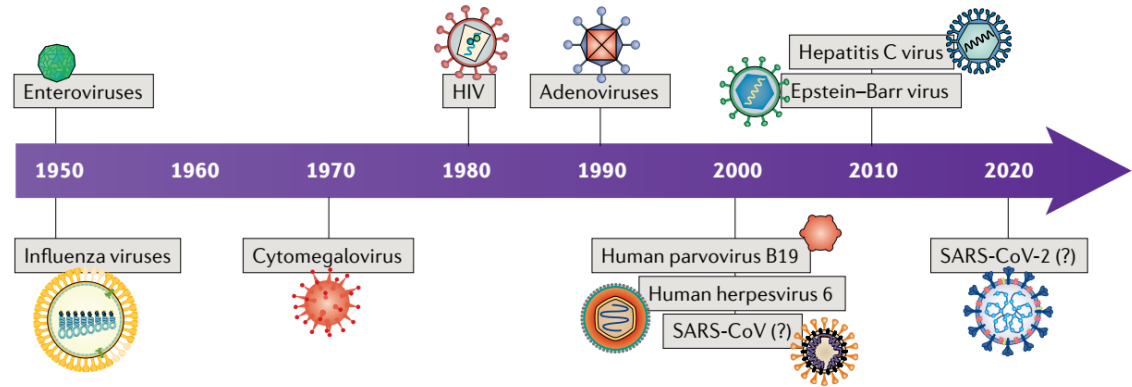 Hepatitis C virus
Enteroviruses
HIV
Adenoviruses
Epstein–Barr virus
1950
1960
1970
1980
1990
2000
2010
2020
Influenza viruses
Cytomegalovirus
Human parvovirus B19
SARS-CoV-2 (?)
Human herpesvirus 6
SARS-CoV (?)